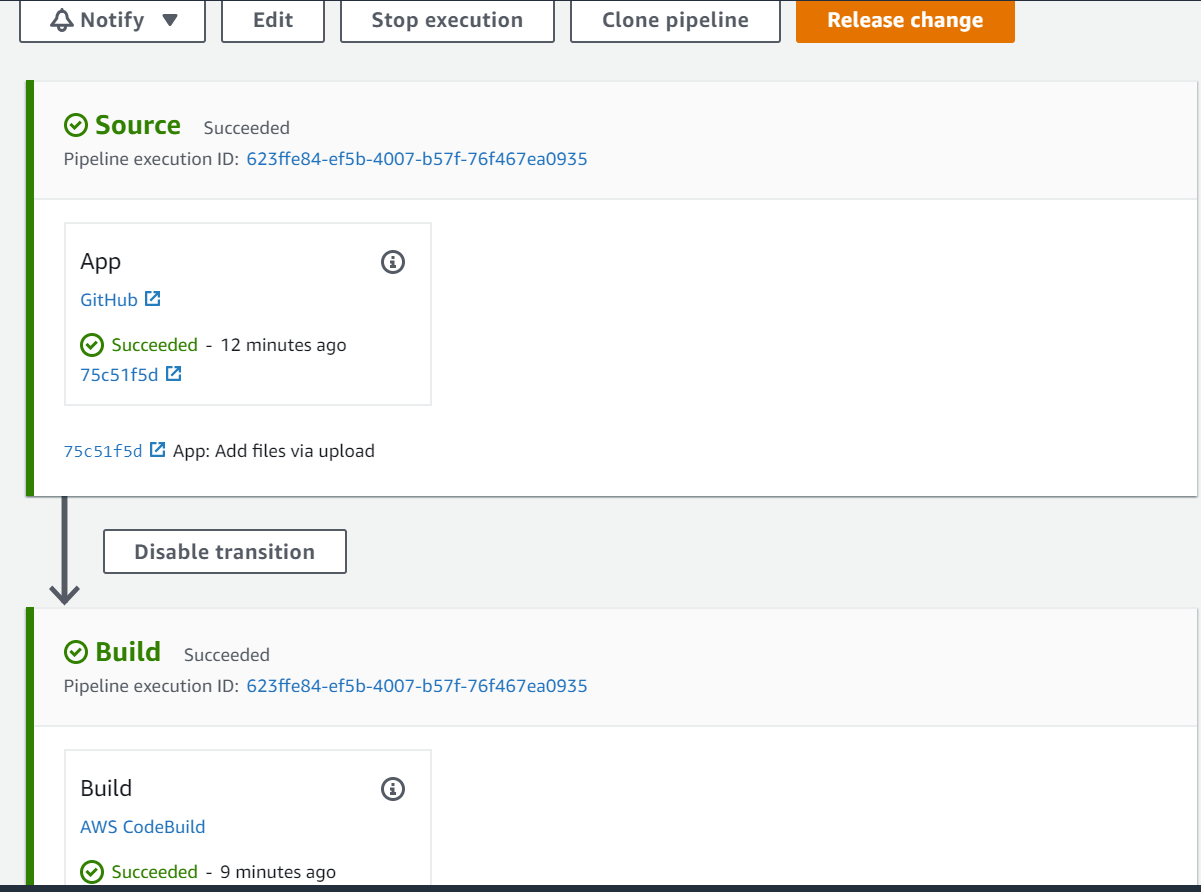 Notify Edit Stop execution Clone pipeline Release change
Source Succeeded
Pipeline execution ID: 623ffe84-ef5b-4007-b57f-76f467ea0935
App
GitHub
Succeeded - 12 minutes ago
75c51f5d
75c51f5d App: Add files via upload
Disable transition
Build Succeeded
Pipeline execution ID: 623ffe84-ef5b-4007-b57f-76f467ea0935
Build
AWS CodeBuild
Succeeded - 9 minutes ago